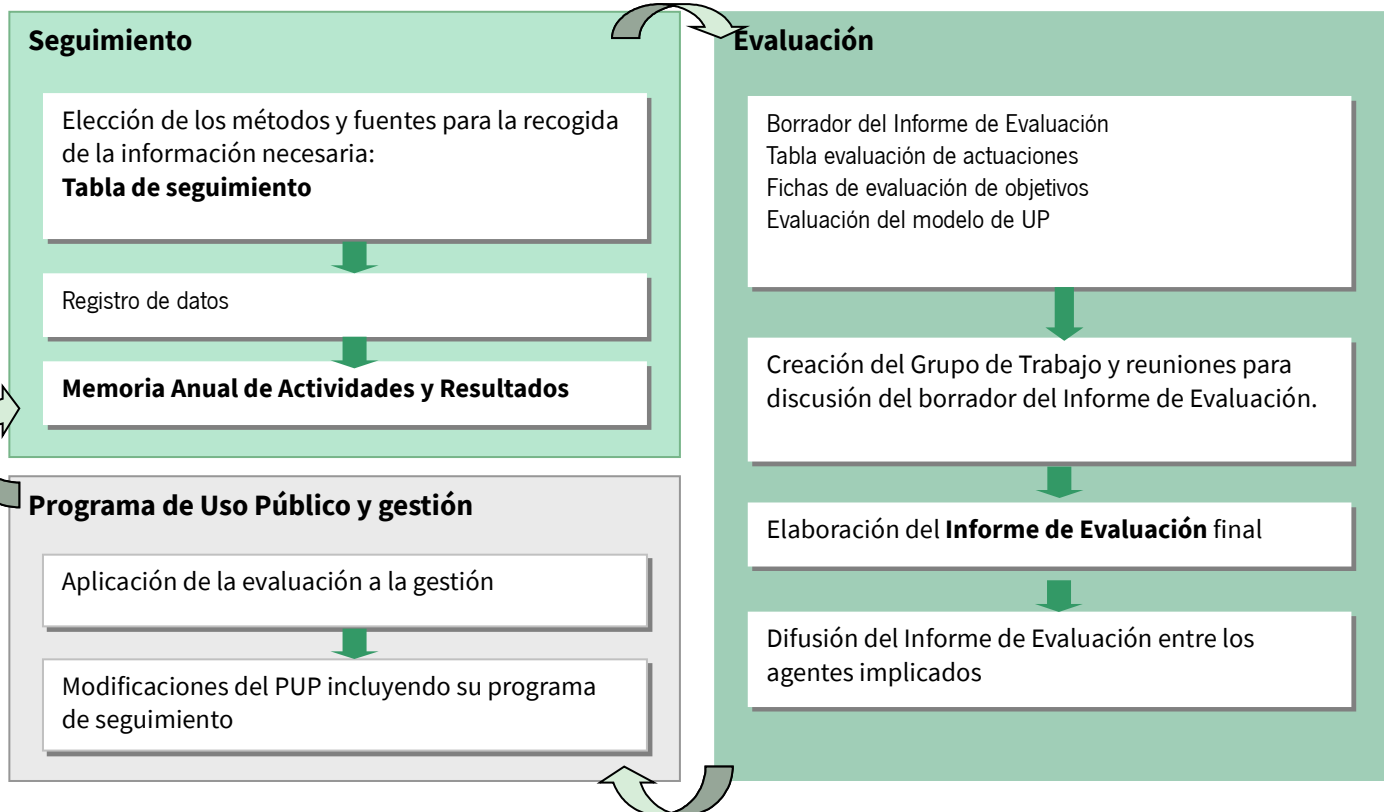 Seguimiento
Elección de los métodos y fuentes para la recogida
de la información necesaria:
Tabla de seguimiento
Registro de datos
Memoria Anual de Actividades y Resultados
Programa de Uso Público y gestión
Aplicación de la evaluación a la gestión
Modificaciones del PUP incluyendo su programa
de seguimiento
Evaluación
Borrador del Informe de Evaluación
Tabla evaluación de actuaciones
Fichas de evaluación de objetivos
Evaluación del modelo de UP
Creación del Grupo de Trabajo y reuniones para
discusión del borrador del Informe de Evaluación.
Elaboración del Informe de Evaluación final
Difusión del Informe de Evaluación entre los
agentes implicados